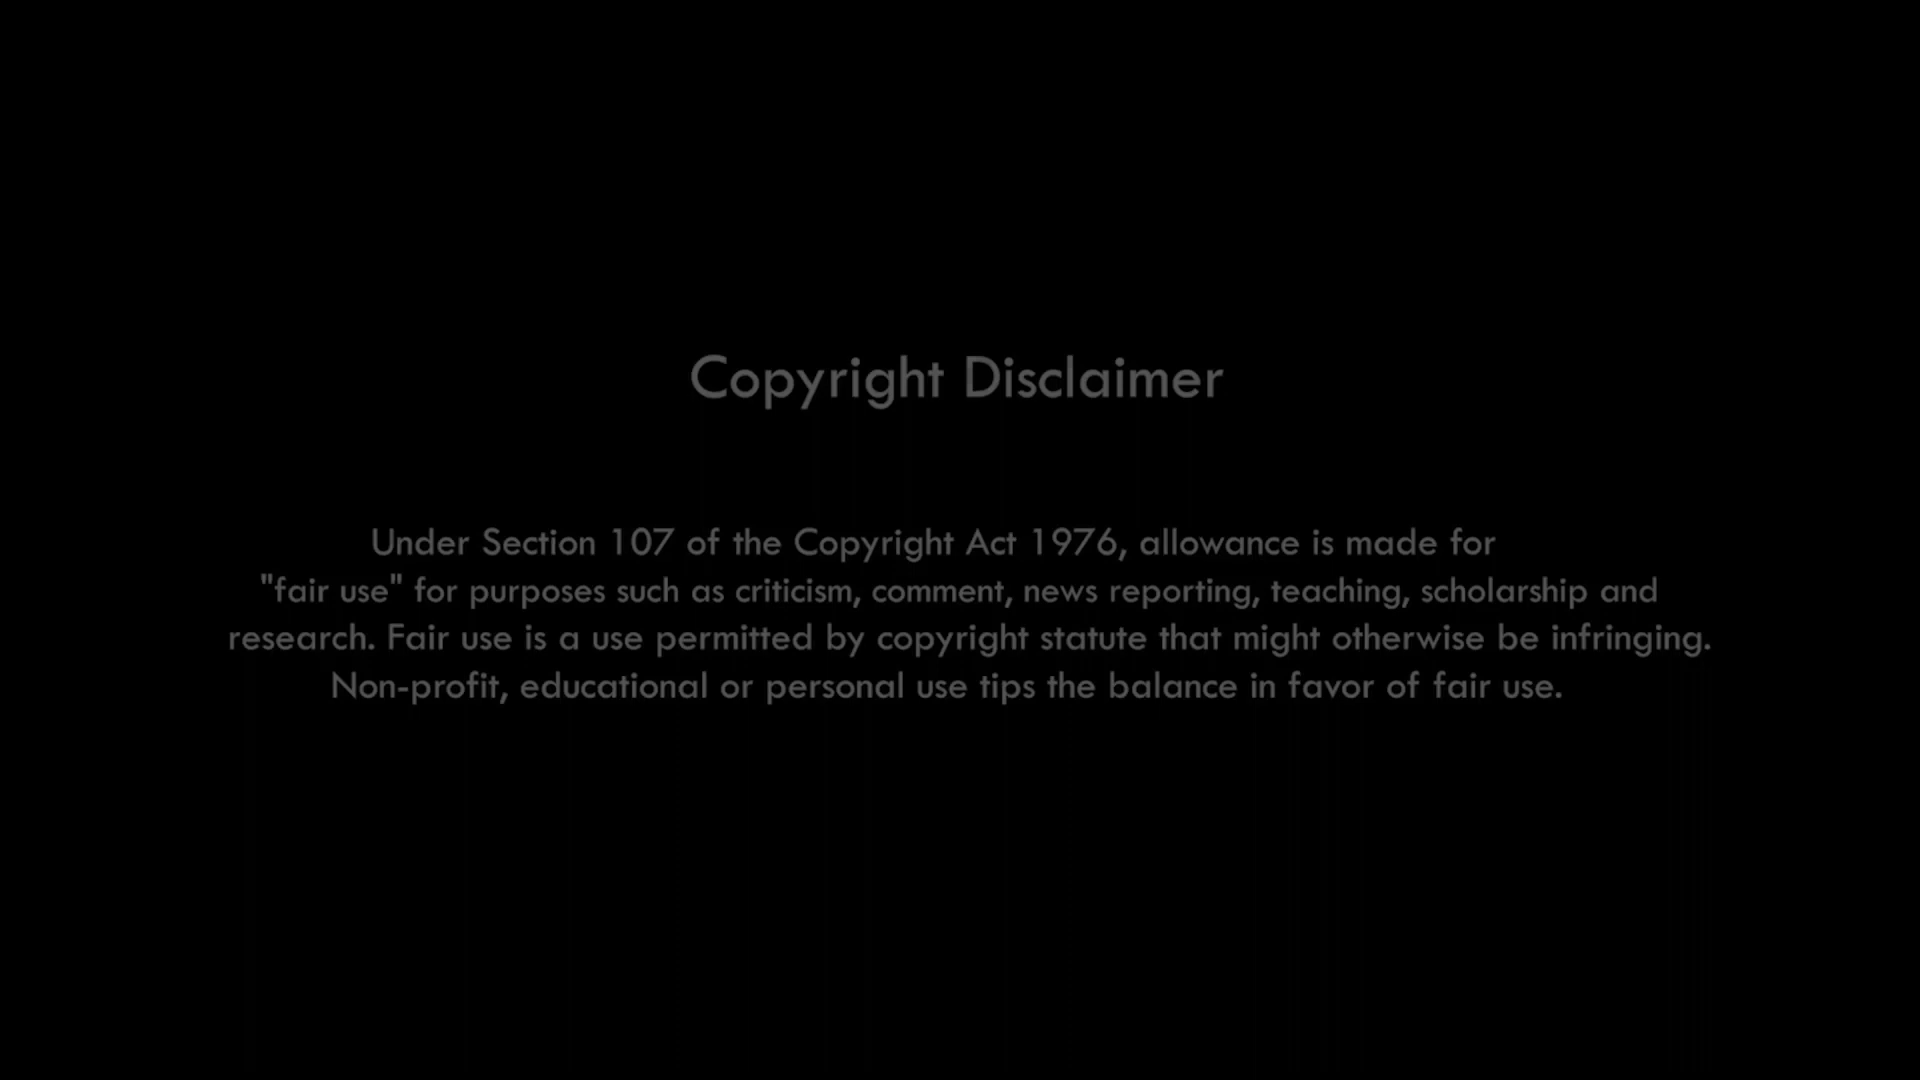 Copyright Disclaimer
Under Section 107 of the Copyright Act 1976, allowance is made for
"fair use" for purposes such as criticism, comment, news reporting, teaching, scholarship and
research. Fair use is a use permitted by copyright statute that might otherwise be infringing.
Non-profit, educational or personal use tips the balance in favor of fair use.